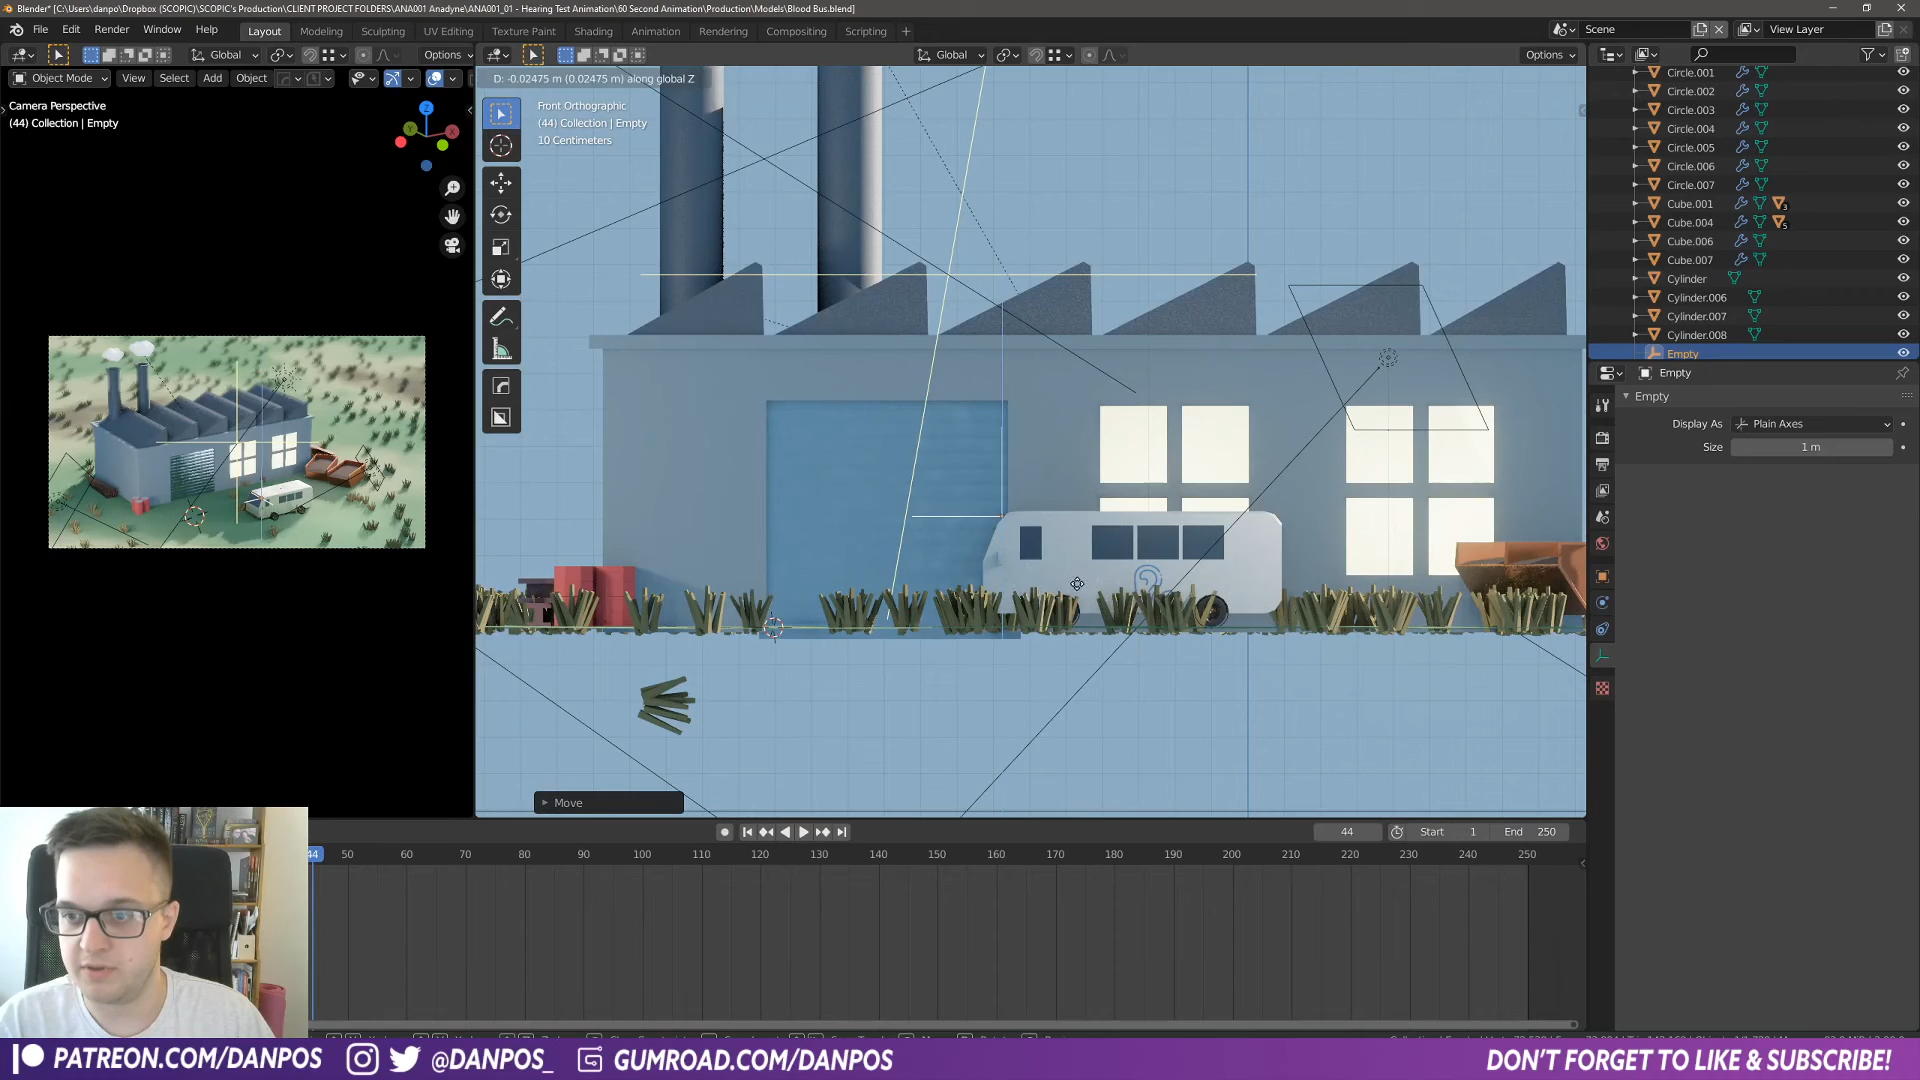 Blender* [C:\Users\danpo\Dropbox (SCOPIC)\SCOPIC's Production\CLIENT PROJECT FOLDERS\ANA001 Anadyne\ANA001_01 - Hearing Test Animation\60 Second Animation\Production\Models\Blood Bus.blend]
File Edit Render Window Help Layout Modeling Sculpting UV Editing Texture Paint Shading Animation Rendering Compositing Scripting + Scene View Layer
Global Options Global Options
Object Mode View Select Add Object D: -0.02475 m (0.02475 m) along global Z
Camera Perspective
(44) Collection | Empty
Z
Y
X
Front Orthographic
(44) Collection | Empty
10 Centimeters
Circle.001
Circle.002
Circle.003
Circle.004
Circle.005
Circle.006
Circle.007
Cube.001 3
Cube.004 5
Cube.006
Cube.007
Cylinder
Cylinder.006
Cylinder.007
Cylinder.008
Empty
Empty
Empty
Display As Plain Axes
Size 1 m
Move
44 Start 1 End 250
44 50 60 70 80 90 100 110 120 130 140 150 160 170 180 190 200 210 220 230 240 250
PATREON.COM/DANPOS @DANPOS_ GUMROAD.COM/DANPOS DON'T FORGET TO LIKE & SUBSCRIBE!